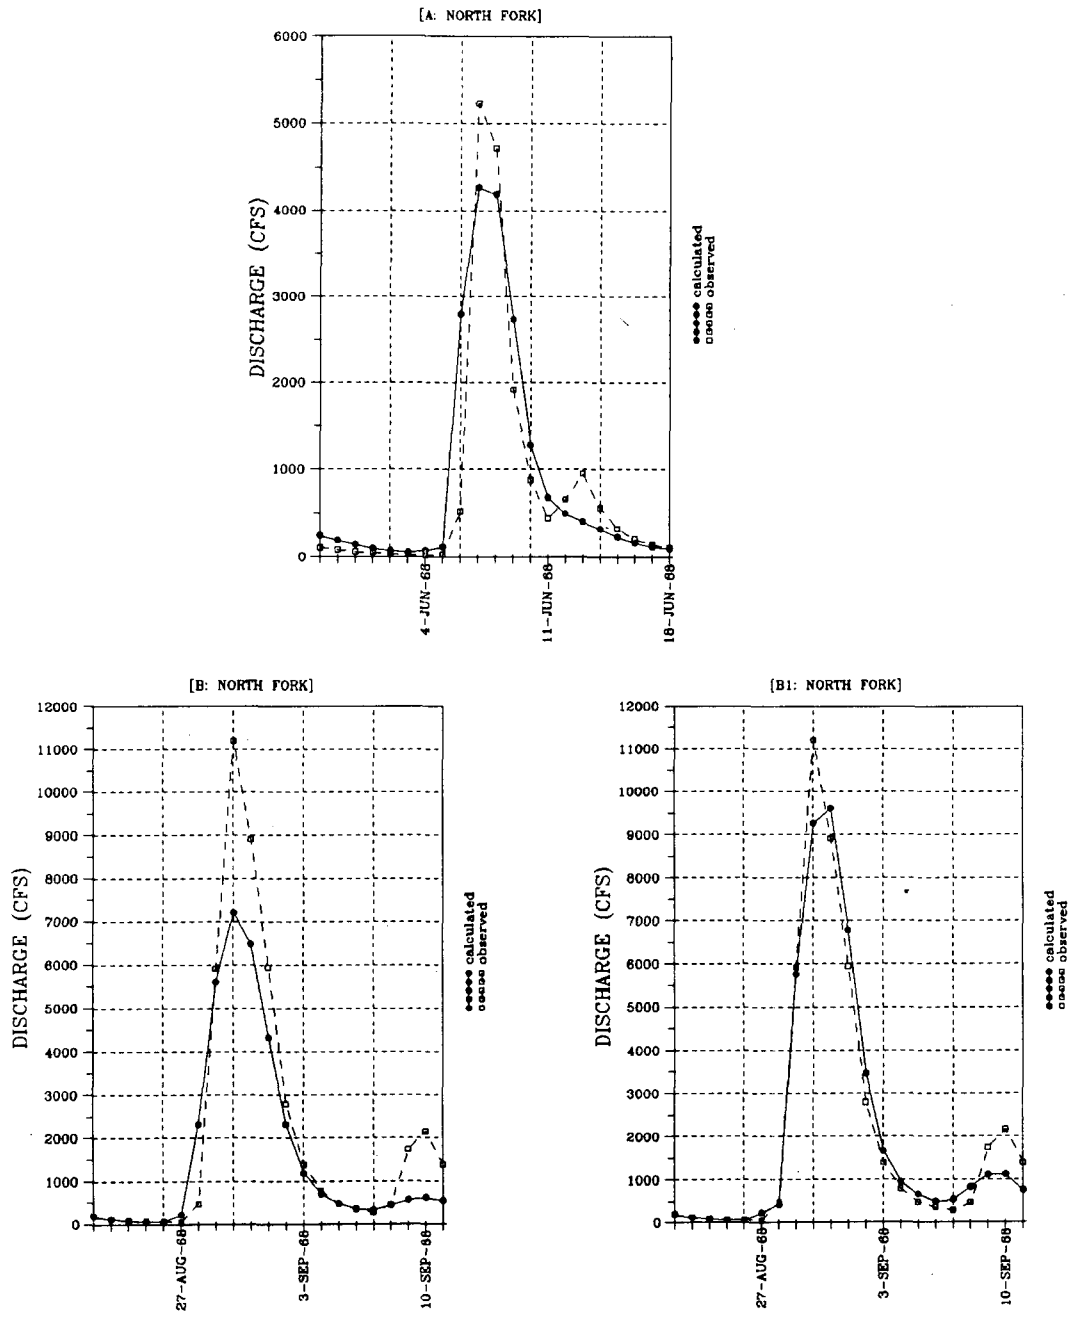 [A: NORTH FORK]
6000
5000
4000
3000
2000
1000
0
DISCHARGE (CFS)
4-JUN-68
11-JUN-68
18-JUN-68
calculated
observed
[B: NORTH FORK]
12000
11000
10000
9000
8000
7000
6000
5000
4000
3000
2000
1000
0
DISCHARGE (CFS)
27-AUG-68
3-SEP-68
10-SEP-68
calculated
observed
[B1: NORTH FORK]
12000
11000
10000
9000
8000
7000
6000
5000
4000
3000
2000
1000
0
DISCHARGE (CFS)
27-AUG-68
3-SEP-68
10-SEP-68
calculated
observed